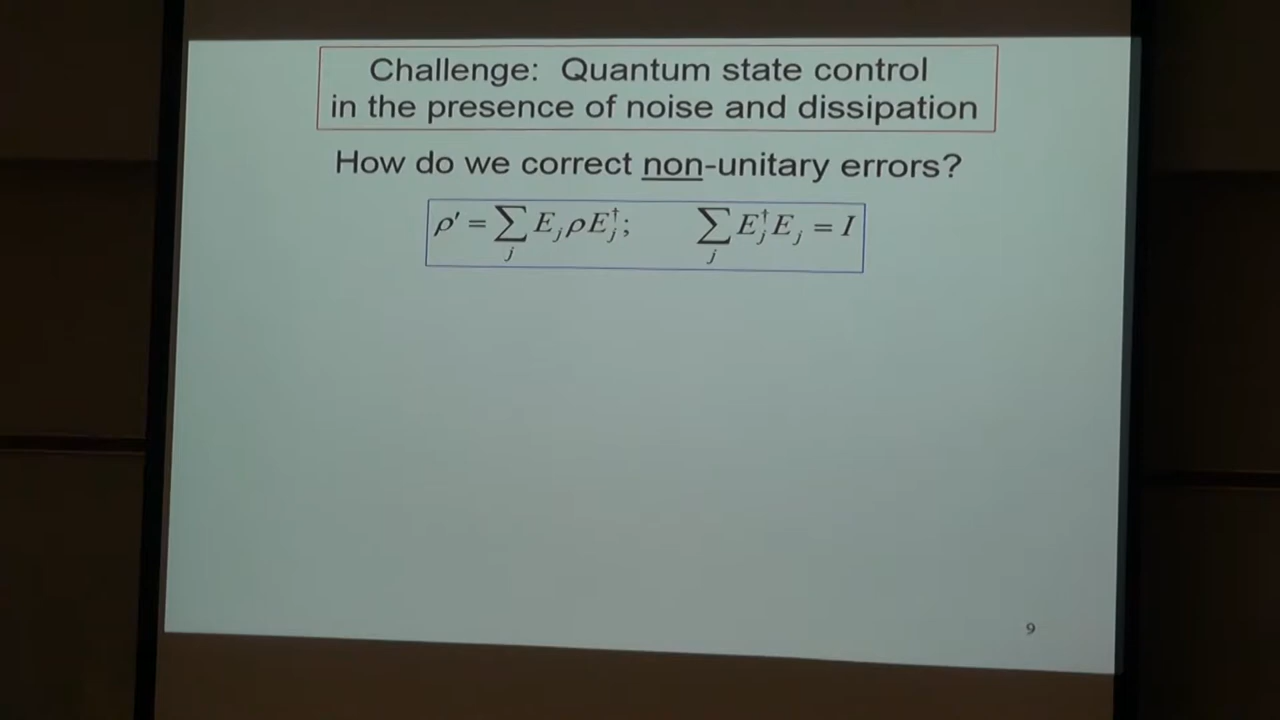 Challenge: Quantum state control
in the presence of noise and dissipation
How do we correct non-unitary errors?
ρ′ = ∑_j E_j ρ E_j^†;  ∑_j E_j^† E_j = I
9